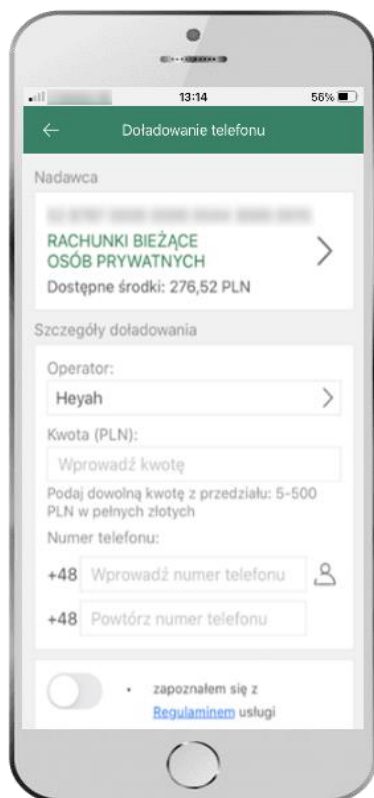 13:14
56%
Doładowanie telefonu
Nadawca
RACHUNKI BIEŻĄCE
OSÓB PRYWATNYCH
Dostępne środki: 276,52 PLN
Szczegóły doładowania
Operator:
Heyah
Kwota (PLN):
Wprowadź kwotę
Podaj dowolną kwotę z przedziału: 5-500
PLN w pełnych złotych
Numer telefonu:
+48 Wprowadź numer telefonu
+48 Powtórz numer telefonu
• zapoznałem się z
Regulaminem usługi